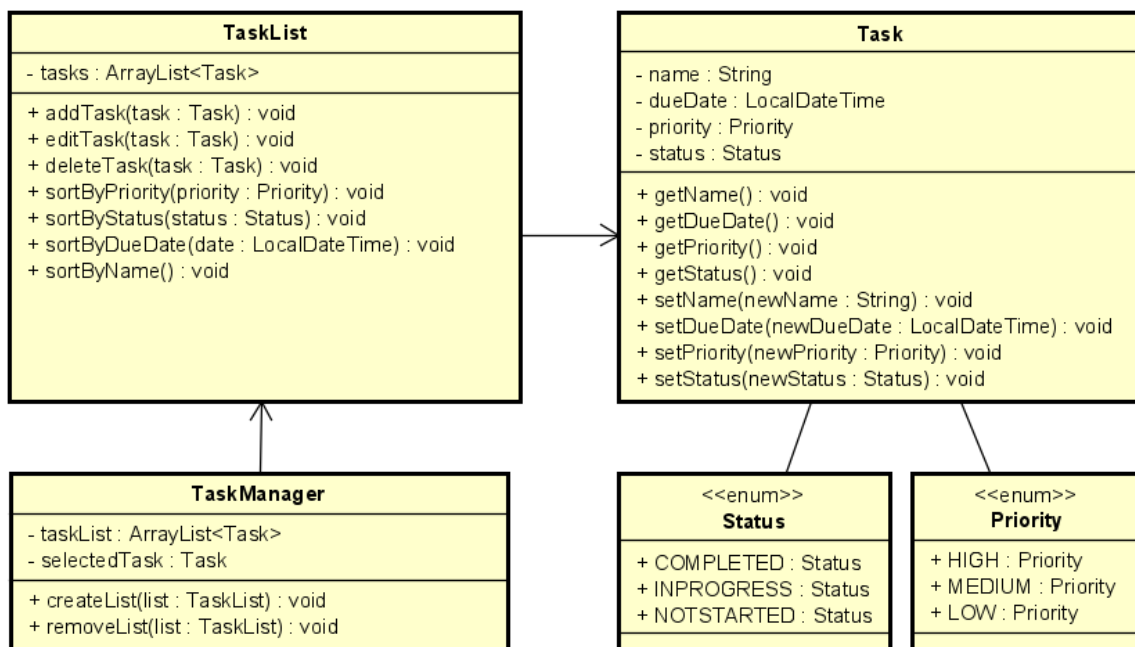 TaskList
- tasks : ArrayList<Task>
+ addTask(task : Task) : void
+ editTask(task : Task) : void
+ deleteTask(task : Task) : void
+ sortByPriority(priority : Priority) : void
+ sortByStatus(status : Status) : void
+ sortByDueDate(date : LocalDateTime) : void
+ sortByName() : void
Task
- name : String
- dueDate : LocalDateTime
- priority : Priority
- status : Status
+ getName() : void
+ getDueDate() : void
+ getPriority() : void
+ getStatus() : void
+ setName(newName : String) : void
+ setDueDate(newDueDate : LocalDateTime) : void
+ setPriority(newPriority : Priority) : void
+ setStatus(newStatus : Status) : void
TaskManager
- taskList : ArrayList<Task>
- selectedTask : Task
+ createList(list : TaskList) : void
+ removeList(list : TaskList) : void
<<enum>>
Status
+ COMPLETED : Status
+ INPROGRESS : Status
+ NOTSTARTED : Status
<<enum>>
Priority
+ HIGH : Priority
+ MEDIUM : Priority
+ LOW : Priority